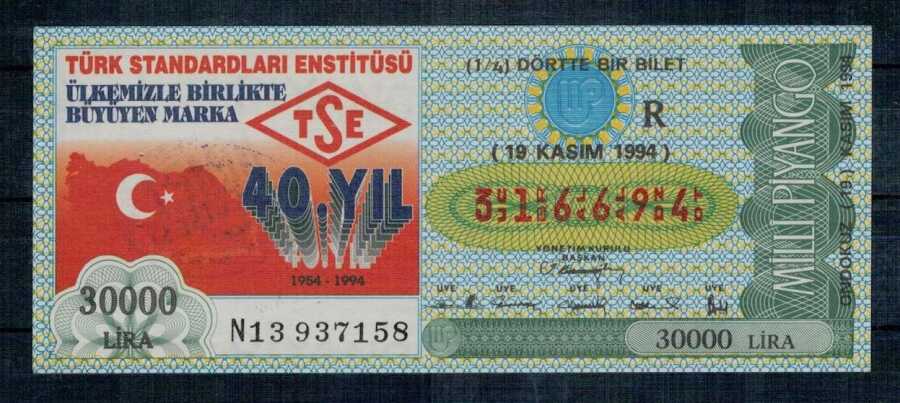 TÜRK STANDARDLARI ENSTİTÜSÜ
ÜLKEMİZLE BİRLİKTE
BÜYÜYEN MARKA
TSE
40.YIL
1954 - 1994
30000
LİRA
N13 937158
(1/4) DÖRTTE BİR BİLET
R
( 19 KASIM 1994 )
316694
YÖNETİM KURULU
BAŞKAN
ÜYE ÜYE ÜYE ÜYE ÜYE
30000 LİRA
MİLLİ PİYANGO
ONDOKUZ (19) KASIM 1994